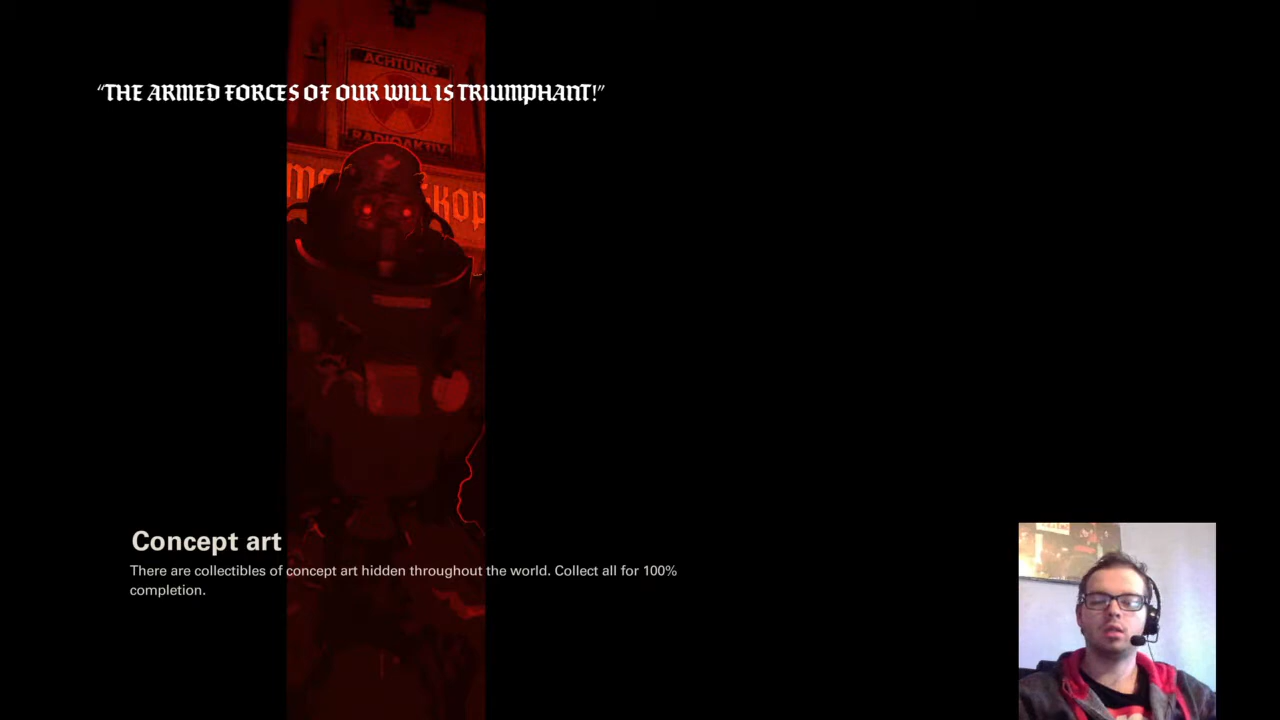 ACHTUNG
"THE ARMED FORCES OF OUR WILL IS TRIUMPHANT!"
RADIOAKTIV
Concept art
There are collectibles of concept art hidden throughout the world. Collect all for 100%
completion.